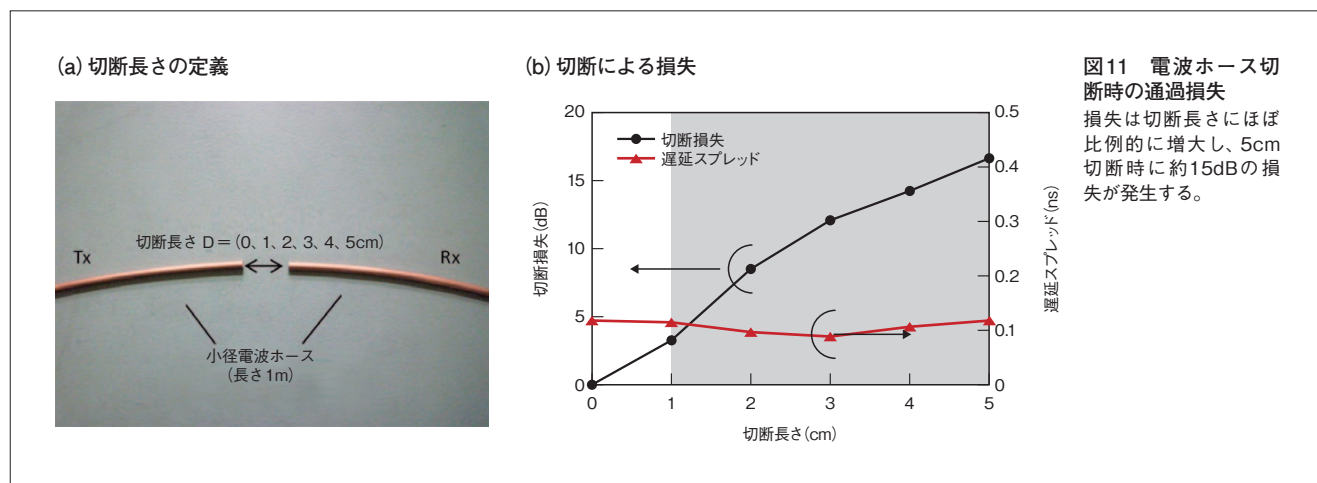 (a) 切断長さの定義
切断長さ D=(0、1、2、3、4、5cm)
Tx
Rx
小径電波ホース
(長さ1m)
(b) 切断による損失
切断損失
遅延スプレッド
20
15
10
5
0
切断損失(dB)
0.5
0.4
0.3
0.2
0.1
0
遅延スプレッド(ns)
0 1 2 3 4 5
切断長さ(cm)
図11 電波ホース切
断時の通過損失
損失は切断長さにほぼ
比例的に増大し、5cm
切断時に約15dBの損
失が発生する。